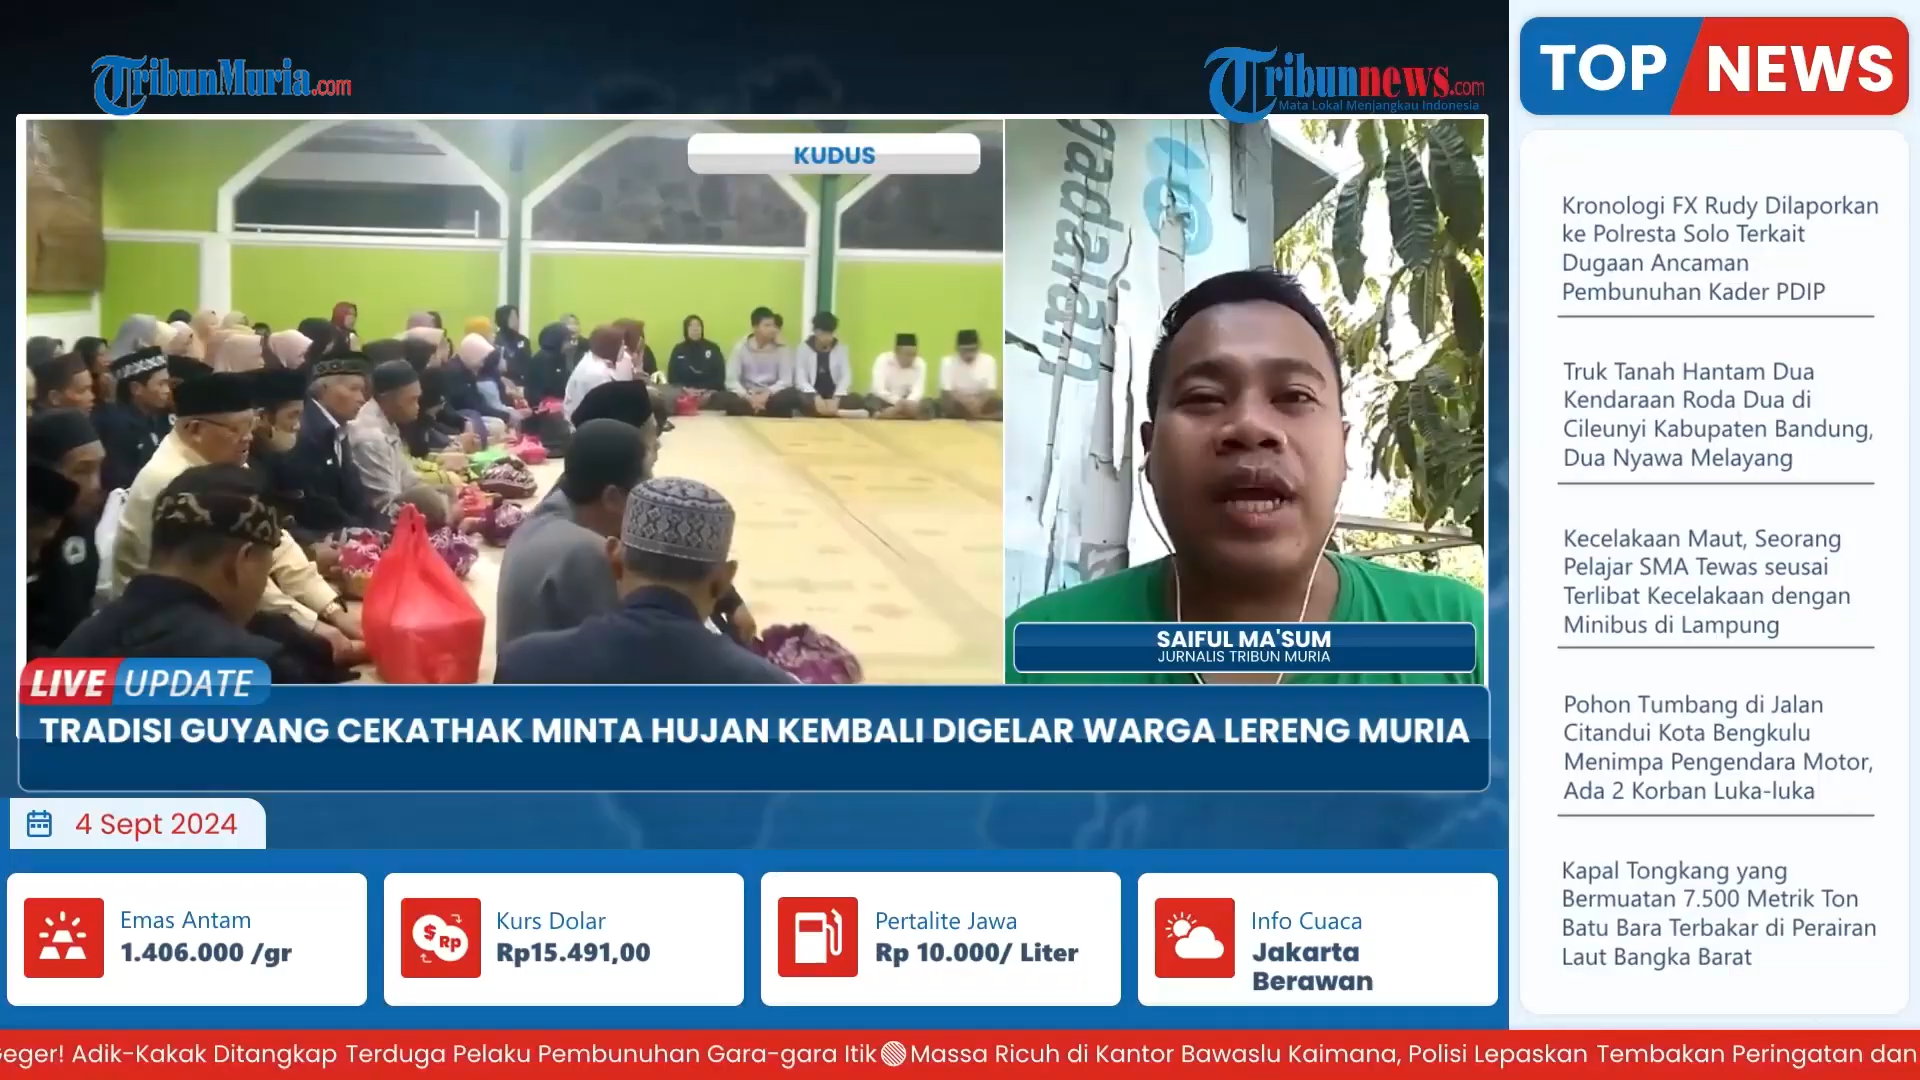 TribunMuria.com
Tribunnews.com
Mata Lokal Menjangkau Indonesia
TOP NEWS
KUDUS
gadaian
SAIFUL MA'SUM
JURNALIS TRIBUN MURIA
LIVE UPDATE
TRADISI GUYANG CEKATHAK MINTA HUJAN KEMBALI DIGELAR WARGA LERENG MURIA
4 Sept 2024
Emas Antam
1.406.000 /gr
$ Rp
Kurs Dolar
Rp15.491,00
Pertalite Jawa
Rp 10.000/ Liter
Info Cuaca
Jakarta
Berawan
Kronologi FX Rudy Dilaporkan
ke Polresta Solo Terkait
Dugaan Ancaman
Pembunuhan Kader PDIP
Truk Tanah Hantam Dua
Kendaraan Roda Dua di
Cileunyi Kabupaten Bandung,
Dua Nyawa Melayang
Kecelakaan Maut, Seorang
Pelajar SMA Tewas seusai
Terlibat Kecelakaan dengan
Minibus di Lampung
Pohon Tumbang di Jalan
Citandui Kota Bengkulu
Menimpa Pengendara Motor,
Ada 2 Korban Luka-luka
Kapal Tongkang yang
Bermuatan 7.500 Metrik Ton
Batu Bara Terbakar di Perairan
Laut Bangka Barat
Geger! Adik-Kakak Ditangkap Terduga Pelaku Pembunuhan Gara-gara Itik Massa Ricuh di Kantor Bawaslu Kaimana, Polisi Lepaskan Tembakan Peringatan dan